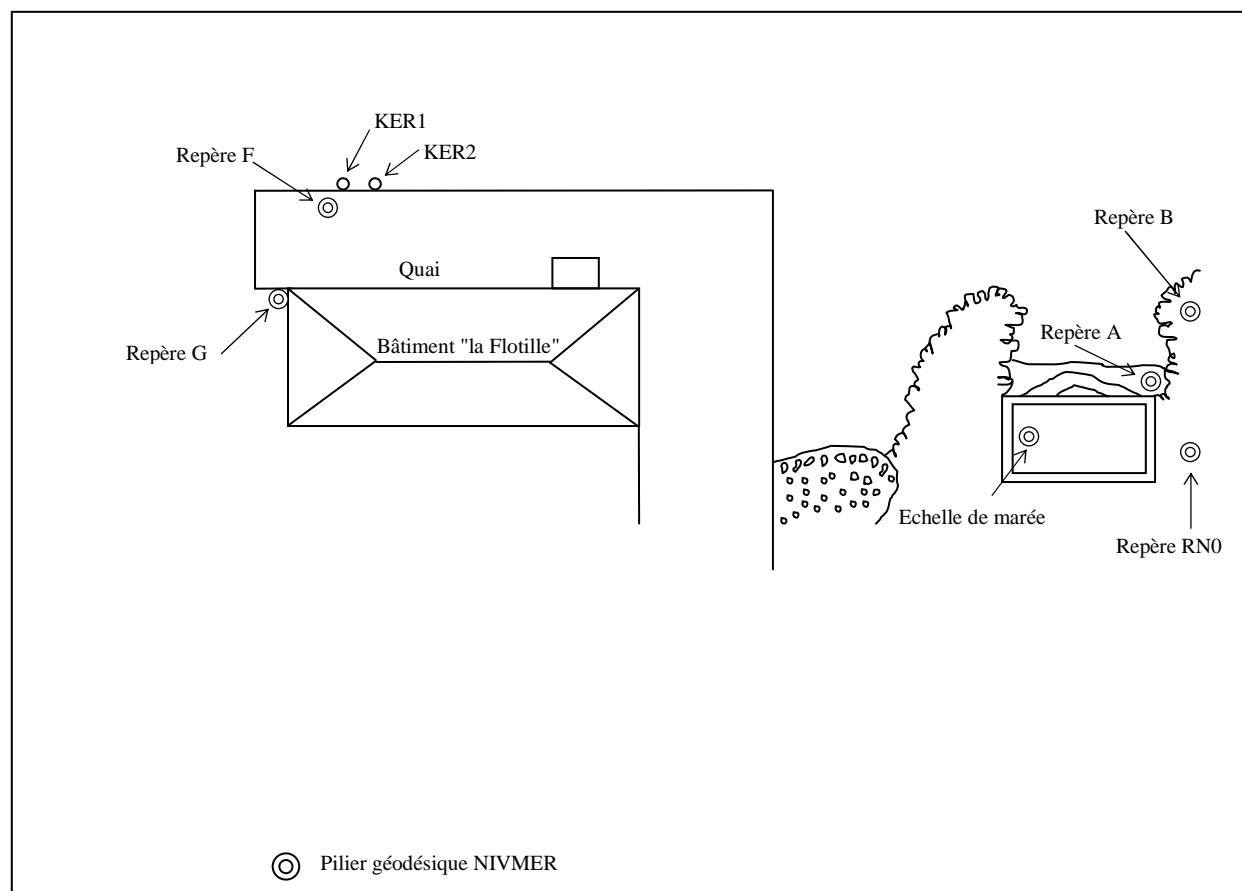 KER1
KER2
Repère F
Repère B
Quai
Repère A
Repère G
Bâtiment "la Flotille"
Echelle de marée
Repère RN0
Pilier géodésique NIVMER